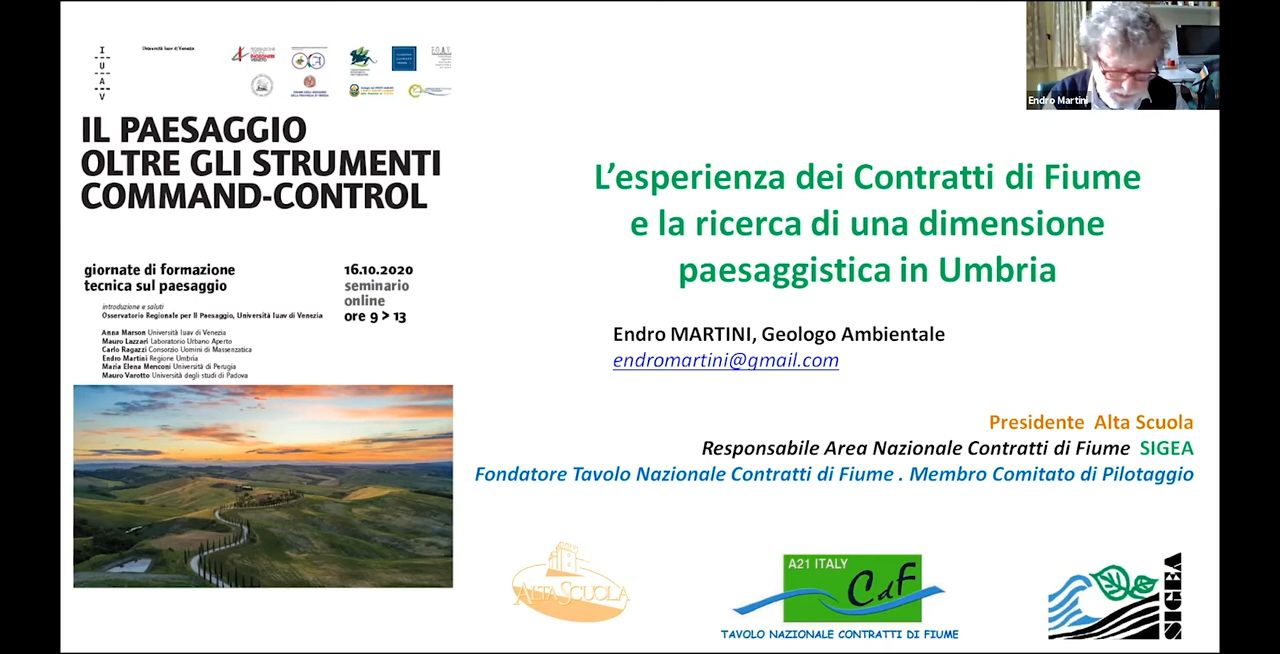 I
U
A
V
Università Iuav di Venezia
IL PAESAGGIO
OLTRE GLI STRUMENTI
COMMAND-CONTROL
giornate di formazione
tecnica sul paesaggio
16.10.2020
seminario
online
ore 9 > 13
introduzione e saluti
Osservatorio Regionale per Il Paesaggio, Università Iuav di Venezia
Anna Marson Università Iuav di Venezia
Mauro Lazzari Laboratorio Urbano Aperto
Carlo Ragazzi Consorzio Uomini di Massenzatica
Endro Martini Regione Umbria
Maria Elena Menconi Università di Perugia
Mauro Varotto Università degli studi di Padova
Endro Martini
L’esperienza dei Contratti di Fiume
e la ricerca di una dimensione
paesaggistica in Umbria
Endro MARTINI, Geologo Ambientale
endromartini@gmail.com
Presidente Alta Scuola
Responsabile Area Nazionale Contratti di Fiume SIGEA
Fondatore Tavolo Nazionale Contratti di Fiume . Membro Comitato di Pilotaggio
ALTASCUOLA
A21 ITALY
CdF
TAVOLO NAZIONALE CONTRATTI DI FIUME
SIGEA